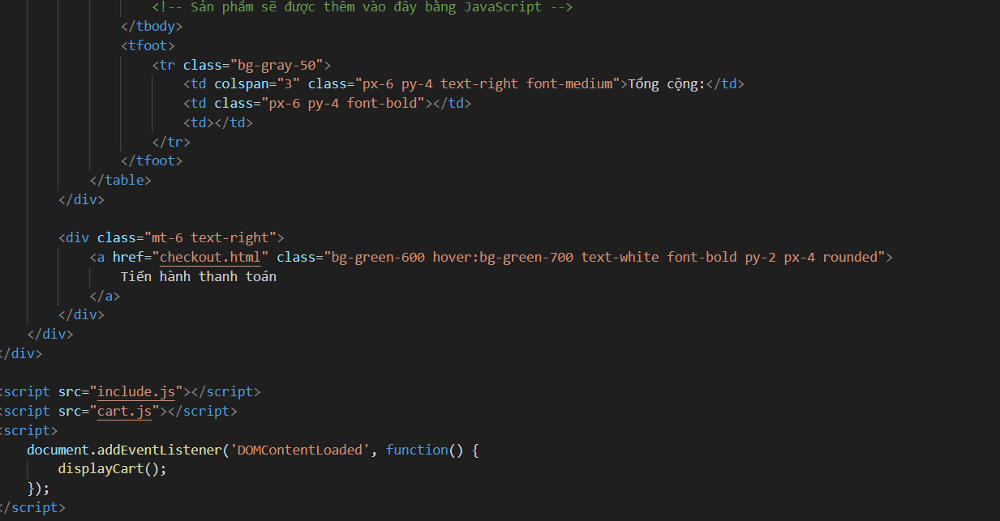 <!-- Sản phẩm sẽ được thêm vào đây bằng JavaScript -->
</tbody>
<tfoot>
<tr class="bg-gray-50">
<td colspan="3" class="px-6 py-4 text-right font-medium">Tổng cộng:</td>
<td class="px-6 py-4 font-bold"></td>
<td></td>
</tr>
</tfoot>
</table>
</div>
<div class="mt-6 text-right">
<a href="checkout.html" class="bg-green-600 hover:bg-green-700 text-white font-bold py-2 px-4 rounded">
Tiến hành thanh toán
</a>
</div>
</div>
</div>
<script src="include.js"></script>
<script src="cart.js"></script>
<script>
document.addEventListener('DOMContentLoaded', function() {
displayCart();
});
</script>